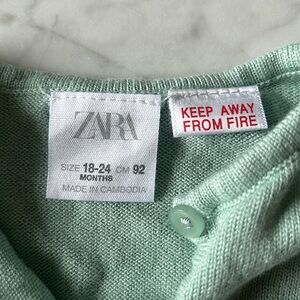 ZARA
SIZE 18-24 CM 92
MONTHS
MADE IN CAMBODIA
KEEP AWAY
FROM FIRE